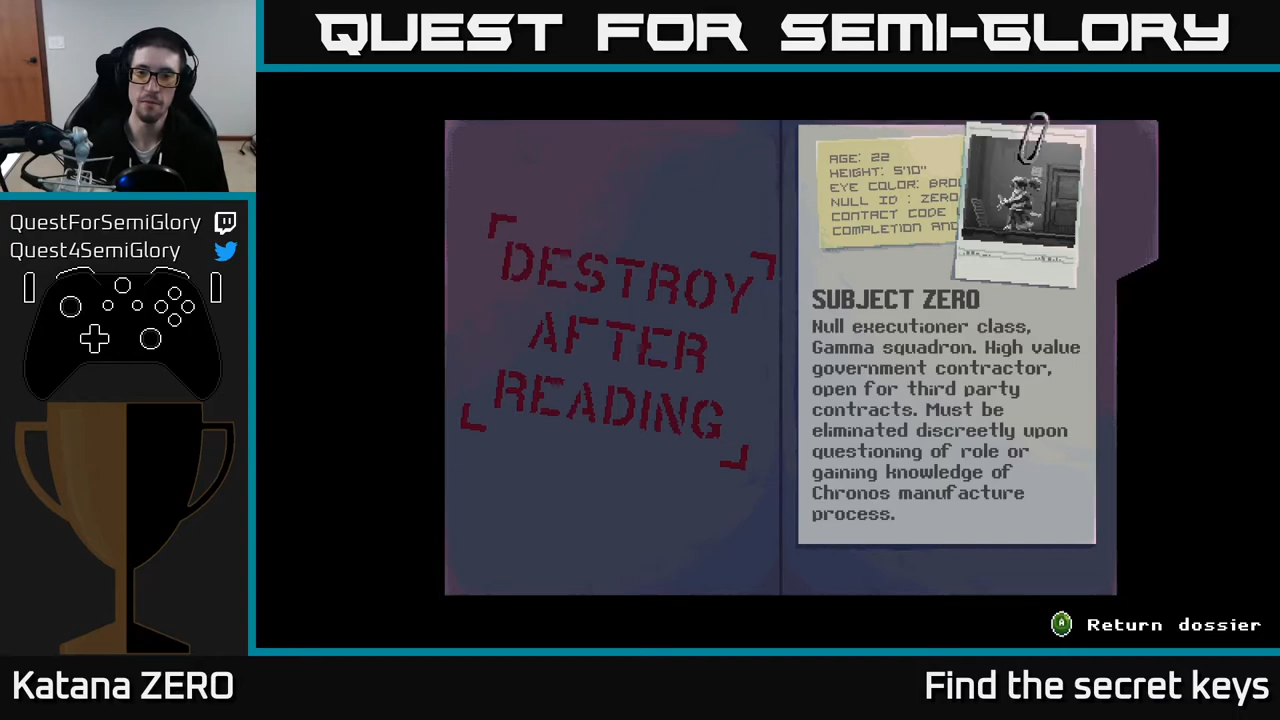 QUEST FOR SEMI-GLORY
QuestForSemiGlory
Quest4SemiGlory
DESTROY
AFTER
READING
AGE: 22
HEIGHT: 5'10"
EYE COLOR:
NULL ID : ZERO
CONTACT CODE
COMPLETION
SUBJECT ZERO
Null executioner class,
Gamma squadron. High value
government contractor,
open for third party
contracts. Must be
eliminated discreetly upon
questioning of role or
gaining knowledge of
Chronos manufacture
process.
A Return dossier
Katana ZERO
Find the secret keys